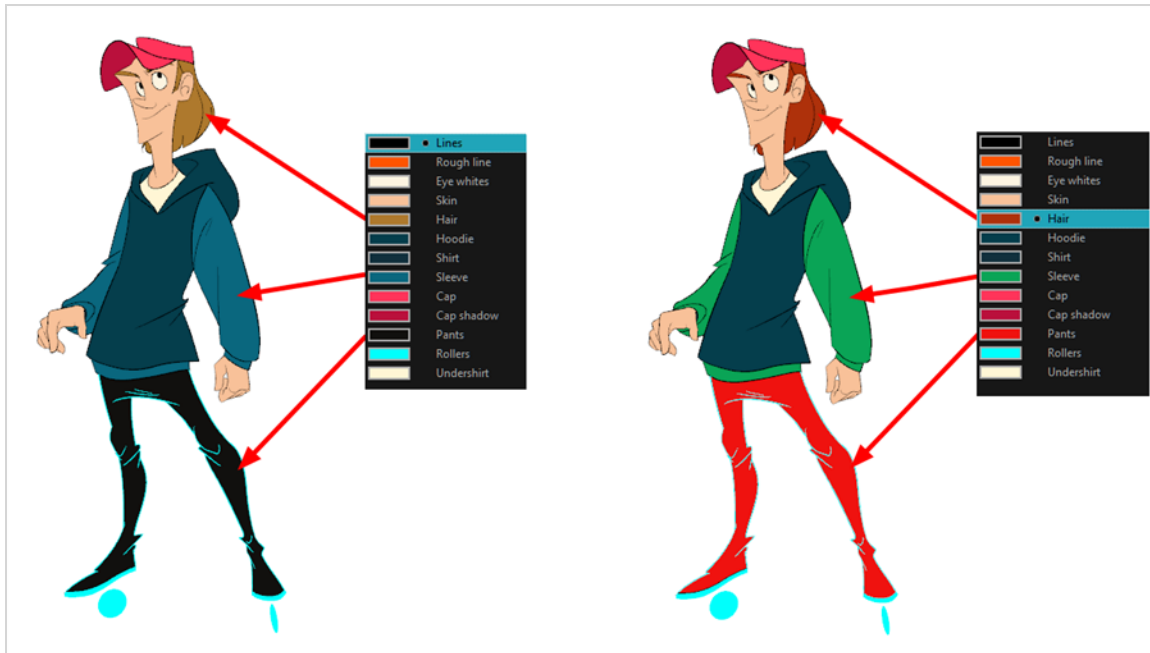 Lines
Rough line
Eye whites
Skin
Hair
Hoodie
Shirt
Sleeve
Cap
Cap shadow
Pants
Rollers
Undershirt
Lines
Rough line
Eye whites
Skin
Hair
Hoodie
Shirt
Sleeve
Cap
Cap shadow
Pants
Rollers
Undershirt